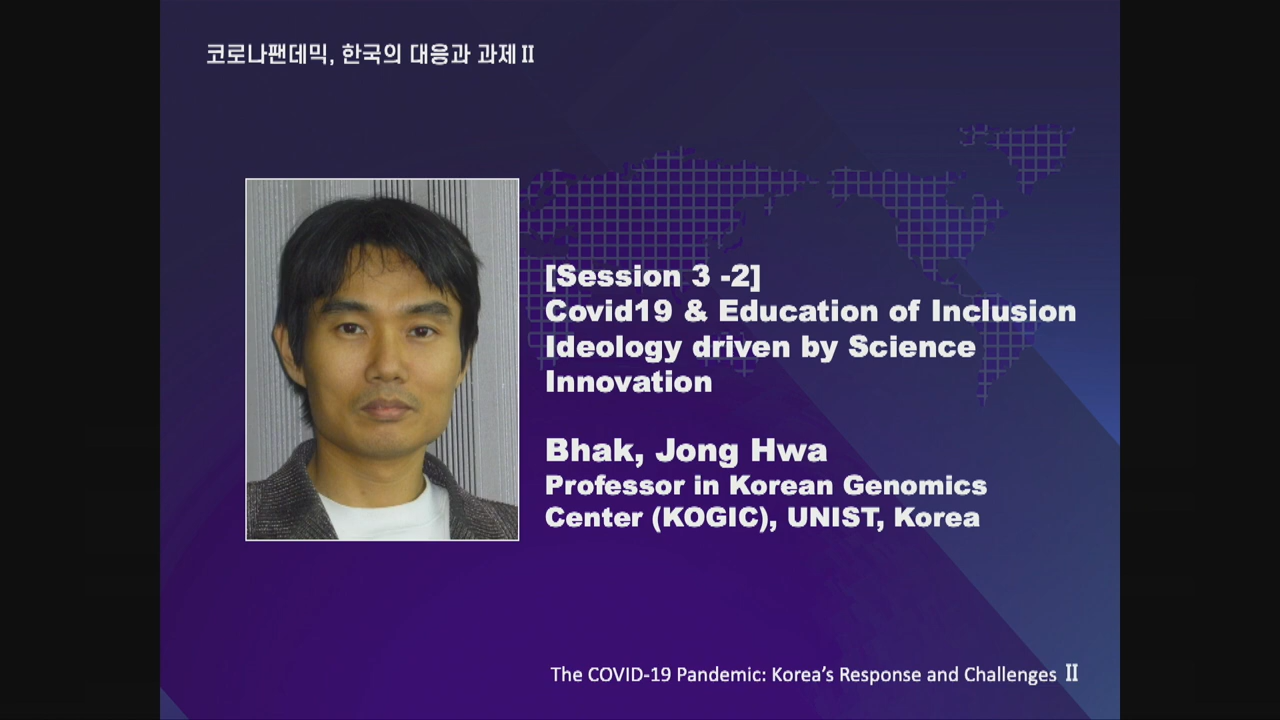 코로나팬데믹, 한국의 대응과 과제 II
[Session 3 -2]
Covid19 & Education of Inclusion
Ideology driven by Science
Innovation
Bhak, Jong Hwa
Professor in Korean Genomics
Center (KOGIC), UNIST, Korea
The COVID-19 Pandemic: Korea’s Response and Challenges II